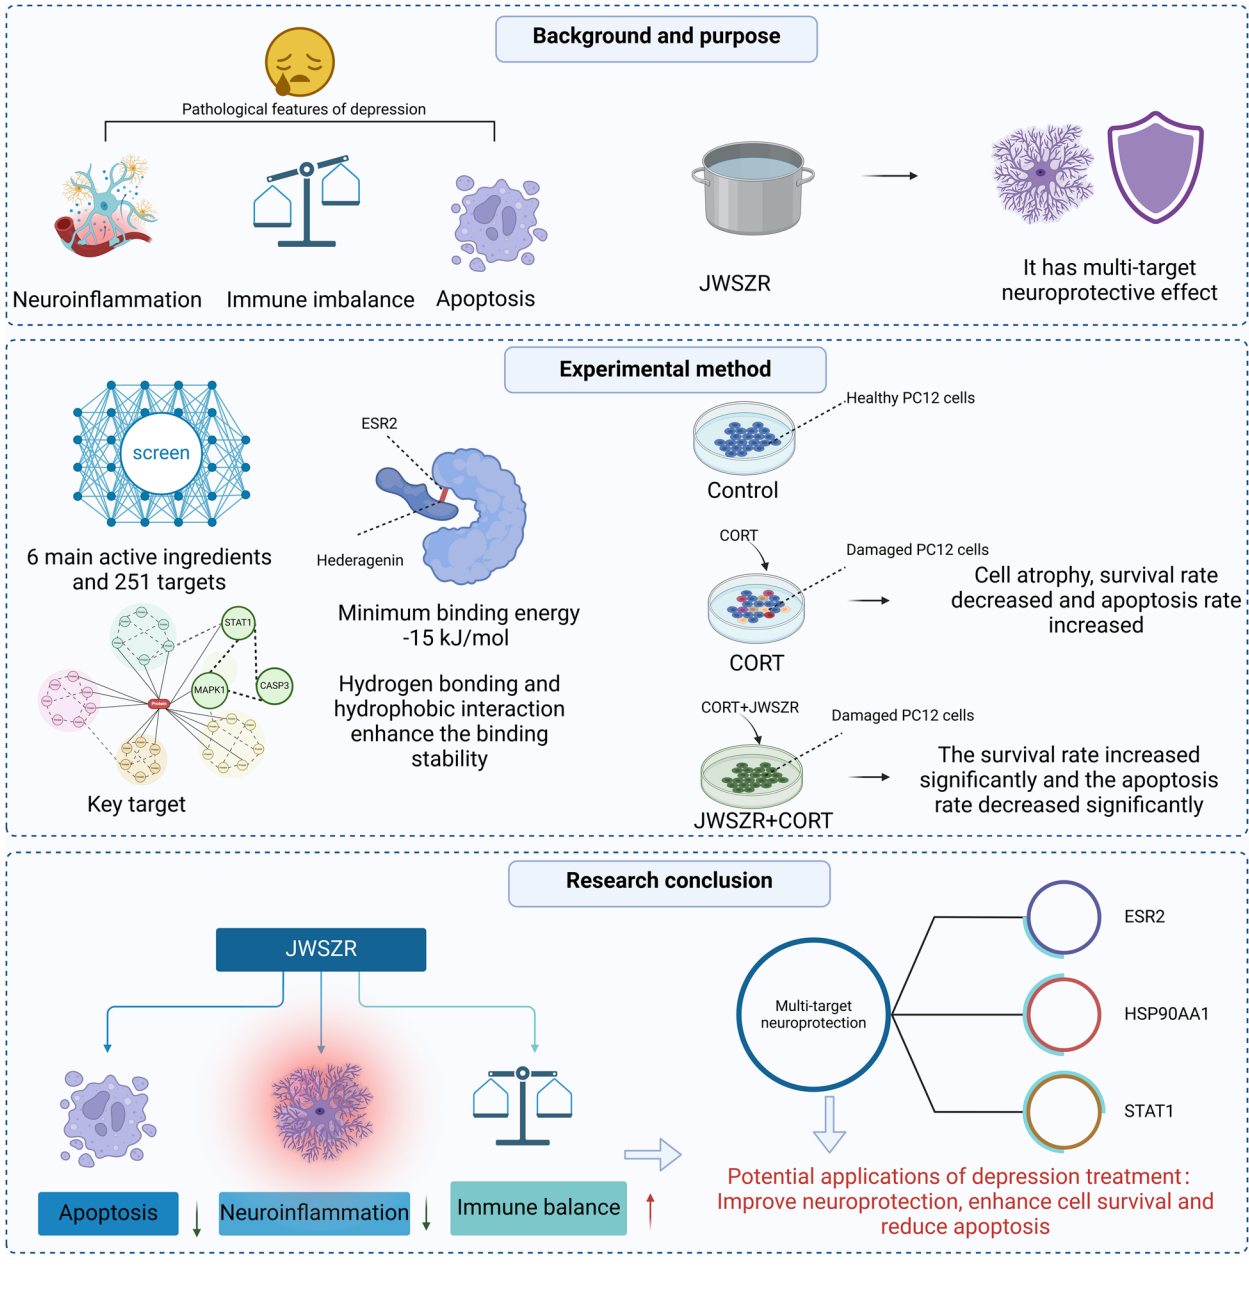 Background and purpose
Pathological features of depression
Neuroinflammation
Immune imbalance
Apoptosis
JWSZR
It has multi-target
neuroprotective effect
Experimental method
screen
6 main active ingredients
and 251 targets
STAT1
MAPK1
CASP3
Protein
Key target
ESR2
Hederagenin
Minimum binding energy
-15 kJ/mol
Hydrogen bonding and
hydrophobic interaction
enhance the binding
stability
Healthy PC12 cells
Control
CORT
Damaged PC12 cells
CORT
Cell atrophy, survival rate
decreased and apoptosis rate
increased
CORT+JWSZR
Damaged PC12 cells
JWSZR+CORT
The survival rate increased
significantly and the apoptosis
rate decreased significantly
Research conclusion
JWSZR
Apoptosis
Neuroinflammation
Immune balance
Multi-target
neuroprotection
ESR2
HSP90AA1
STAT1
Potential applications of depression treatment:
Improve neuroprotection, enhance cell survival and
reduce apoptosis